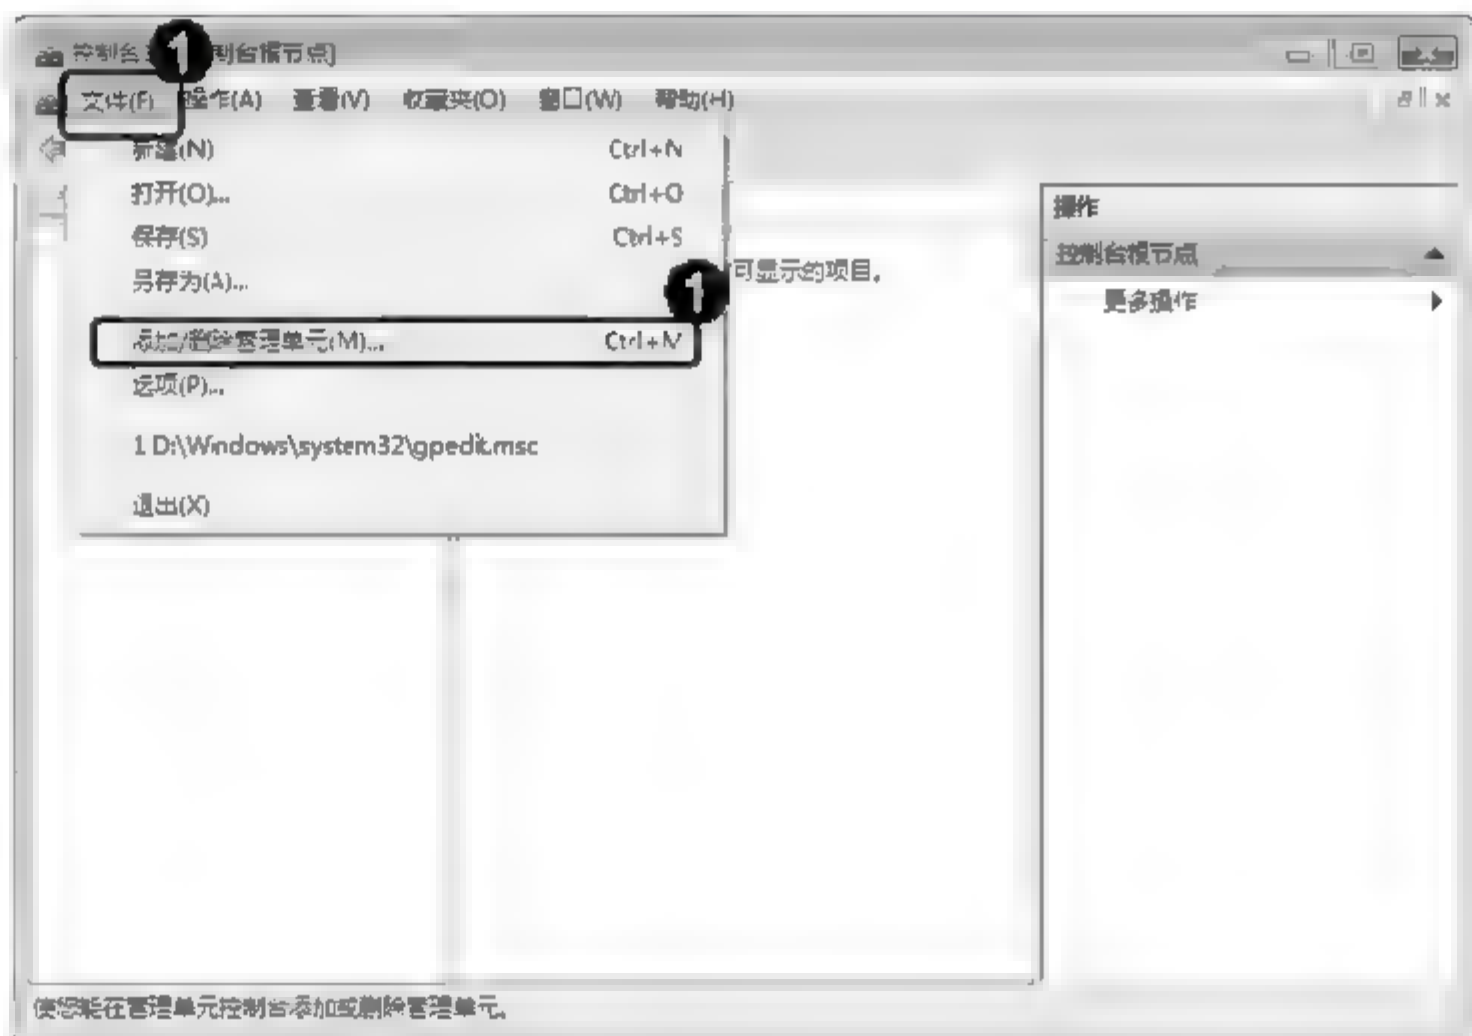 控制台 制台根节点]
1
文件(F) 操作(A) 查看(V) 收藏夹(O) 窗口(W) 帮助(H)
新建(N) Ctrl+N
打开(O)... Ctrl+O
保存(S) Ctrl+S
另存为(A)...
1
添加/删除管理单元(M)... Ctrl+M
选项(P)...
1 D:\Windows\system32\gpedit.msc
退出(X)
可显示的项目。
操作
控制台根节点
更多操作
使您能在管理单元控制台添加或删除管理单元。